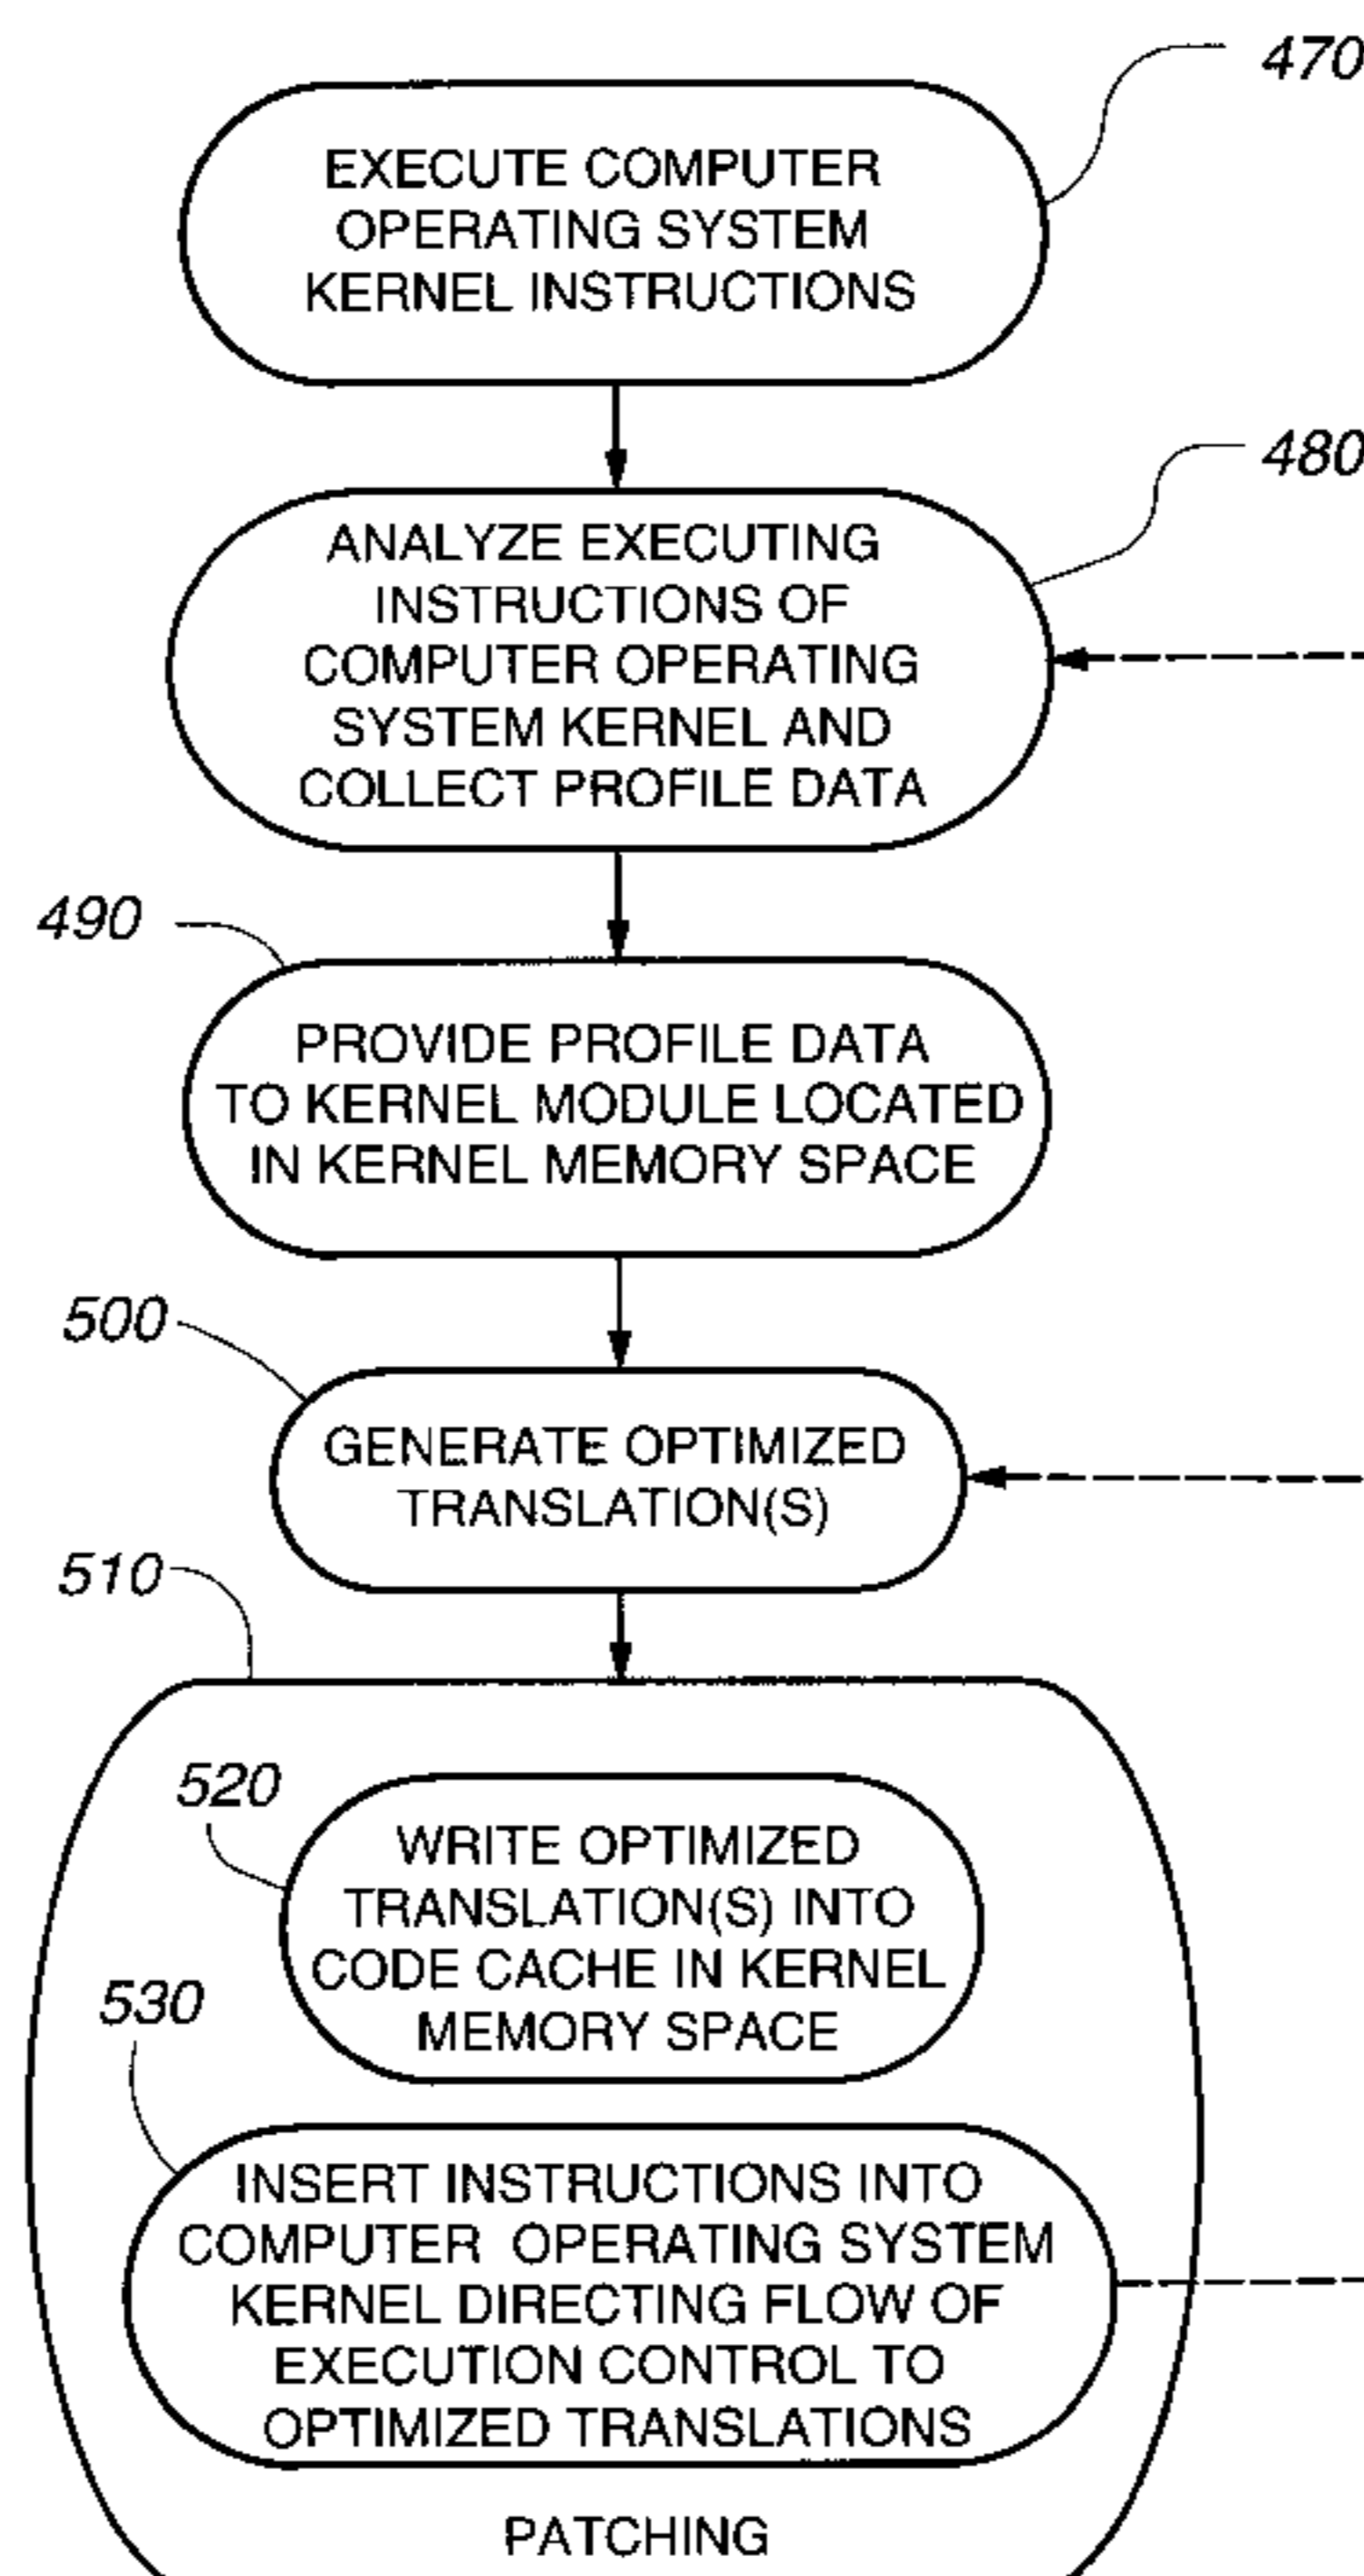 470
EXECUTE COMPUTER
OPERATING SYSTEM
KERNEL INSTRUCTIONS
480
ANALYZE EXECUTING
INSTRUCTIONS OF
COMPUTER OPERATING
SYSTEM KERNEL AND
COLLECT PROFILE DATA
490
PROVIDE PROFILE DATA
TO KERNEL MODULE LOCATED
IN KERNEL MEMORY SPACE
500
GENERATE OPTIMIZED
TRANSLATION(S)
510
520
WRITE OPTIMIZED
TRANSLATION(S) INTO
CODE CACHE IN KERNEL
MEMORY SPACE
530
INSERT INSTRUCTIONS INTO
COMPUTER OPERATING SYSTEM
KERNEL DIRECTING FLOW OF
EXECUTION CONTROL TO
OPTIMIZED TRANSLATIONS
PATCHING